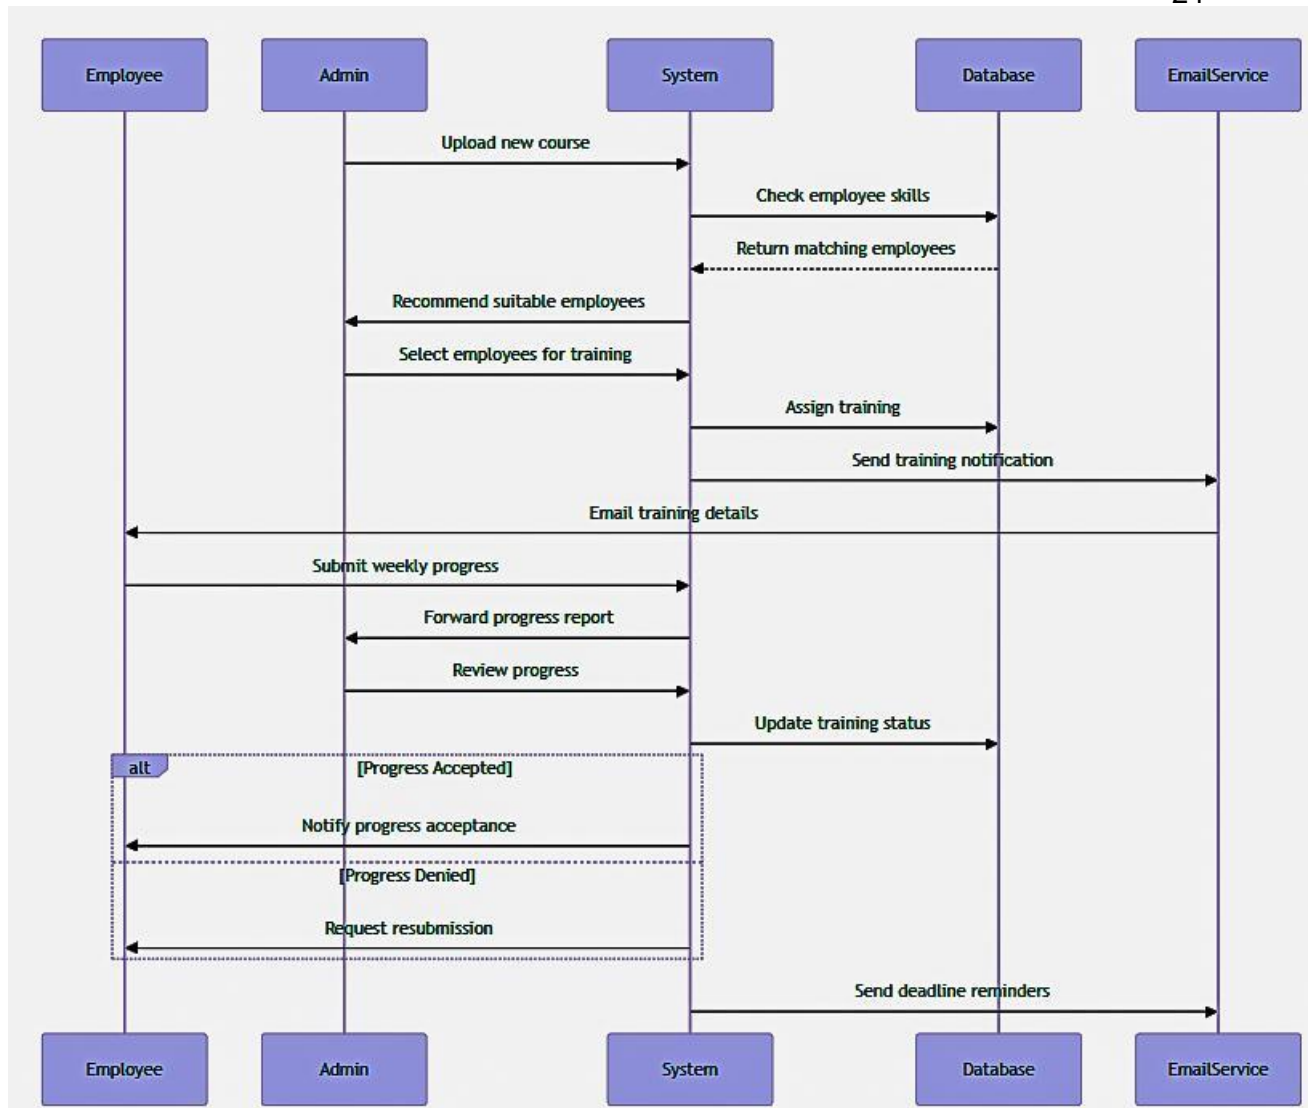 Employee Admin System Database EmailService
Upload new course
Check employee skills
Return matching employees
Recommend suitable employees
Select employees for training
Assign training
Send training notification
Email training details
Submit weekly progress
Forward progress report
Review progress
Update training status
alt [Progress Accepted]
Notify progress acceptance
[Progress Denied]
Request resubmission
Send deadline reminders
Employee Admin System Database EmailService